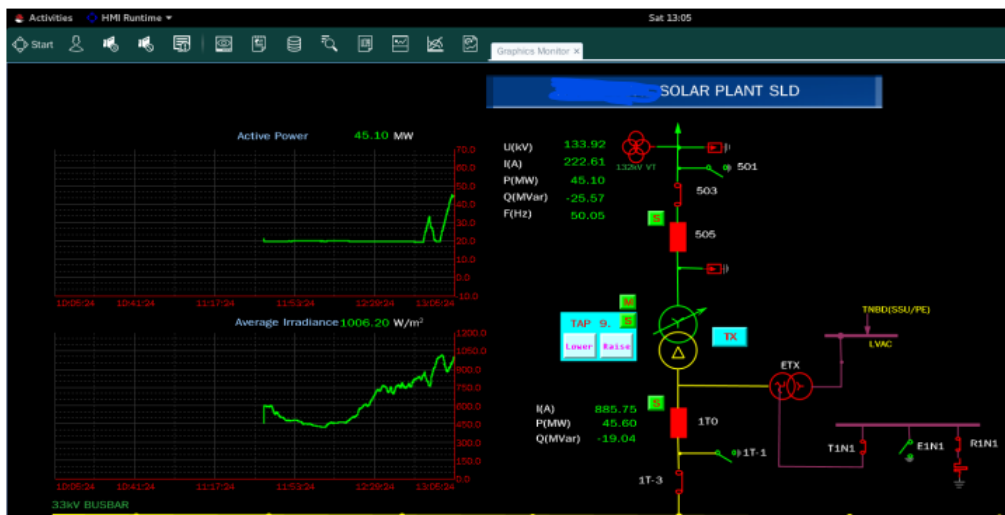 Activities HMI Runtime Sat 13:05
Start
Graphics Monitor ×
SOLAR PLANT SLD
Active Power 45.10 MW
70.0
60.0
50.0
40.0
30.0
20.0
10.0
0.0
10.0
10:05:24 10:41:24 11:17:24 11:53:24 12:29:24 13:05:24
Average Irradiance 1006.20 W/m²
1200.0
1050.0
900.0
750.0
600.0
450.0
300.0
150.0
0.0
10:05:24 10:41:24 11:17:24 11:53:24 12:29:24 13:05:24
33kV BUSBAR
U(kV) 133.92
I(A) 222.61
P(MW) 45.10
Q(MVar) -25.57
F(Hz) 50.05
132kV VT
501
503
S
505
M
TAP 9. S
Lower Raise
Y
Δ
TX
TNBD(SSU/PE)
LVAC
ETX
I(A) 885.75
P(MW) 45.60
Q(MVar) -19.04
S
1T0
1T-1
1T-3
T1N1
E1N1
R1N1